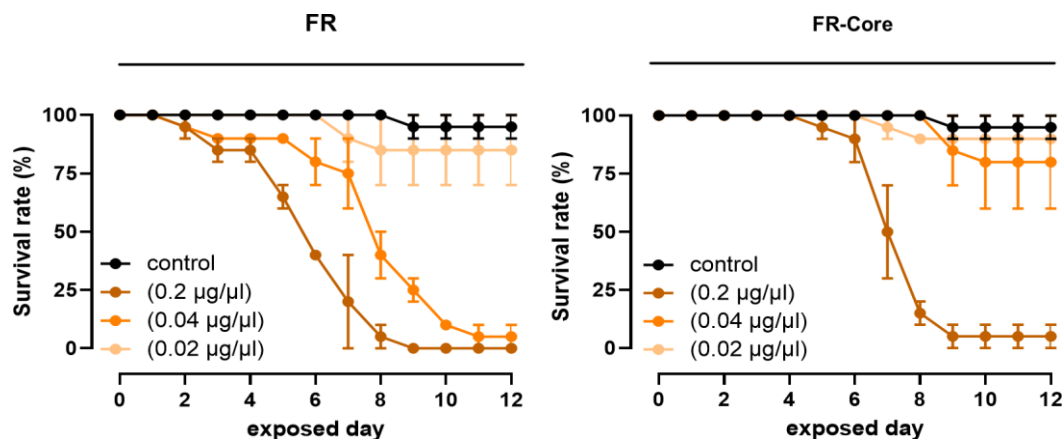 FR
Survival rate (%)
100
75
50
25
0
control
(0.2 µg/µl)
(0.04 µg/µl)
(0.02 µg/µl)
0 2 4 6 8 10 12
exposed day
FR-Core
Survival rate (%)
100
75
50
25
0
control
(0.2 µg/µl)
(0.04 µg/µl)
(0.02 µg/µl)
0 2 4 6 8 10 12
exposed day